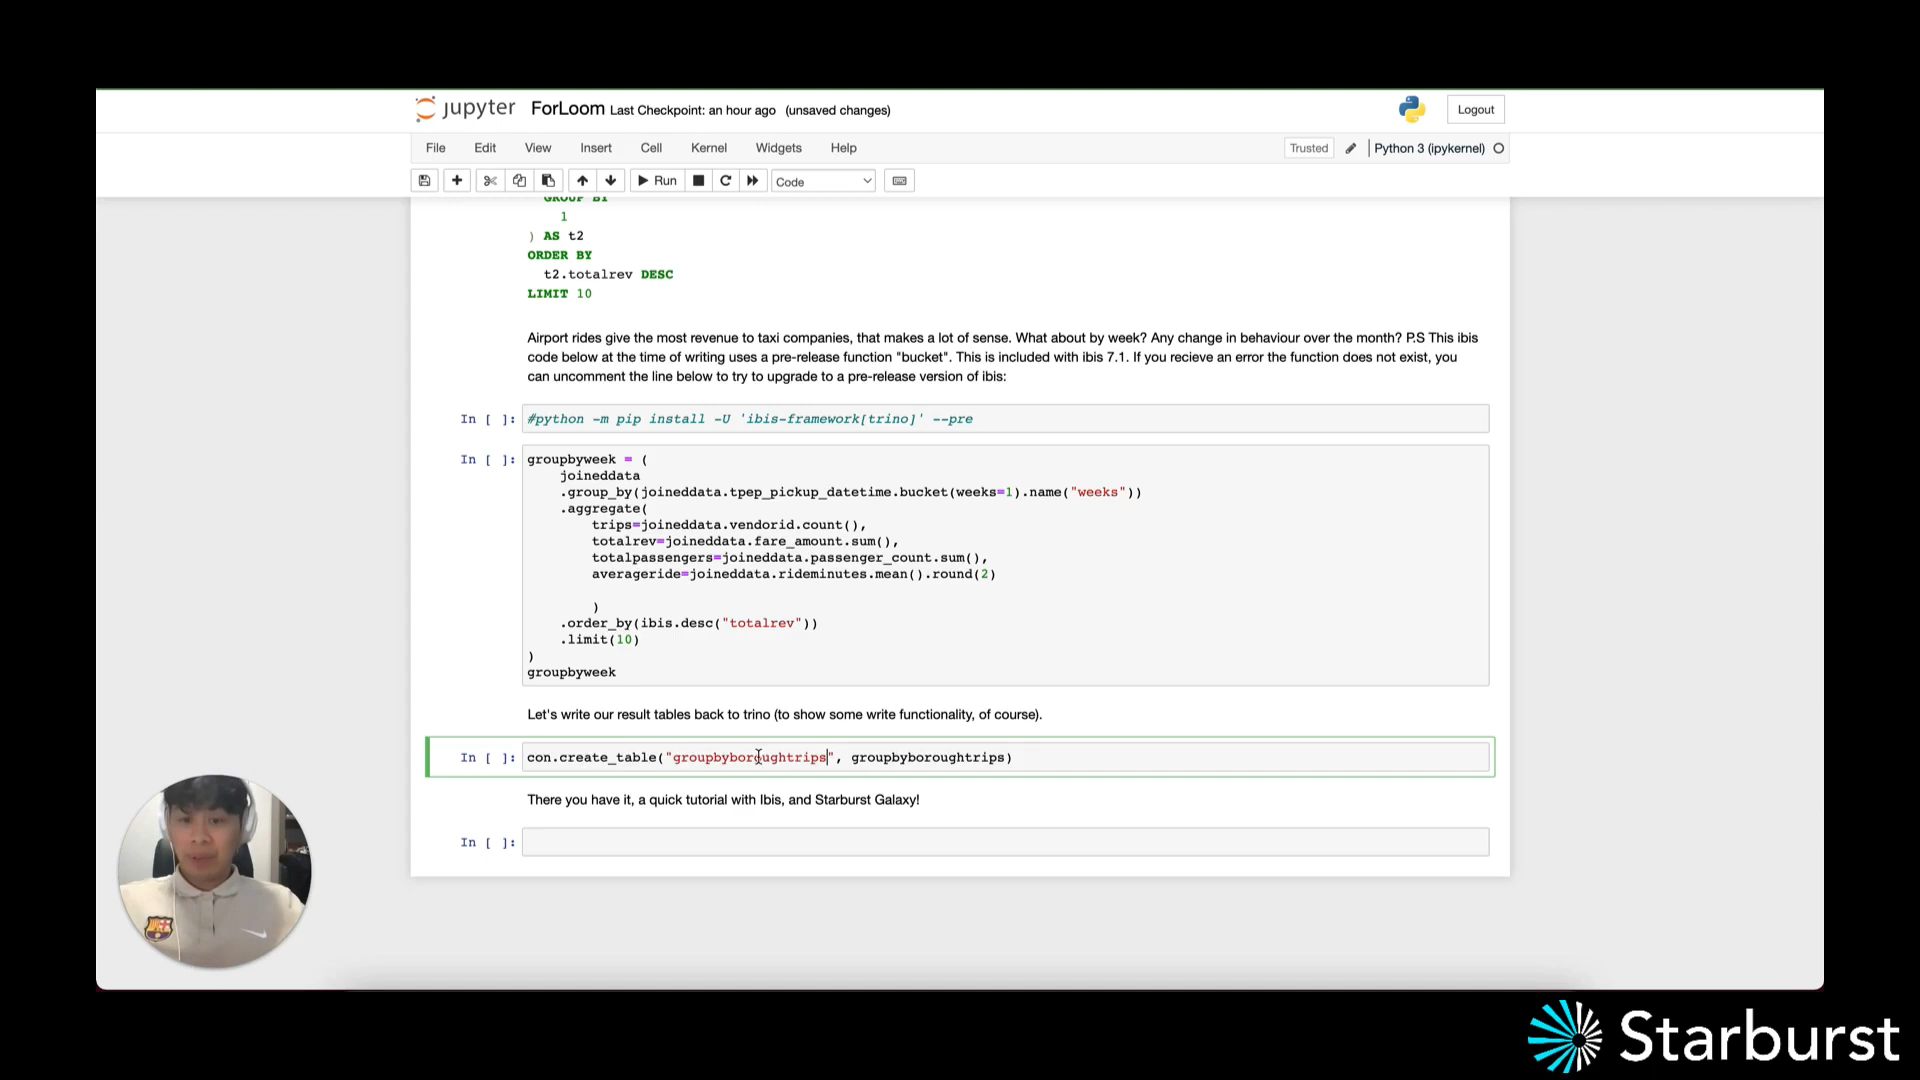 jupyter ForLoom Last Checkpoint: an hour ago (unsaved changes)
Logout
File Edit View Insert Cell Kernel Widgets Help
Trusted Python 3 (ipykernel)
Run Code
GROUP BY
1
) AS t2
ORDER BY
t2.totalrev DESC
LIMIT 10
Airport rides give the most revenue to taxi companies, that makes a lot of sense. What about by week? Any change in behaviour over the month? P.S This ibis
code below at the time of writing uses a pre-release function "bucket". This is included with ibis 7.1. If you recieve an error the function does not exist, you
can uncomment the line below to try to upgrade to a pre-release version of ibis:
In [ ]: #python -m pip install -U 'ibis-framework[trino]' --pre
In [ ]: groupbyweek = (
joineddata
.group_by(joineddata.tpep_pickup_datetime.bucket(weeks=1).name("weeks"))
.aggregate(
trips=joineddata.vendorid.count(),
totalrev=joineddata.fare_amount.sum(),
totalpassengers=joineddata.passenger_count.sum(),
averageride=joineddata.rideminutes.mean().round(2)
)
.order_by(ibis.desc("totalrev"))
.limit(10)
)
groupbyweek
Let's write our result tables back to trino (to show some write functionality, of course).
In [ ]: con.create_table("groupbyboroughtrips", groupbyboroughtrips)
There you have it, a quick tutorial with Ibis, and Starburst Galaxy!
In [ ]:
Starburst